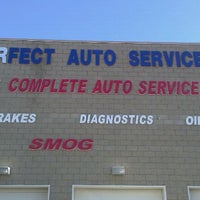 RFECT AUTO SERVICE
COMPLETE AUTO SERVICE
RAKES DIAGNOSTICS OI
SMOG